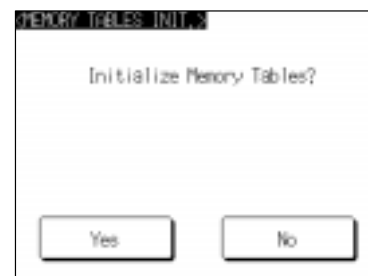 <MEMORY TABLES INIT.>
Initialize Memory Tables?
Yes
No